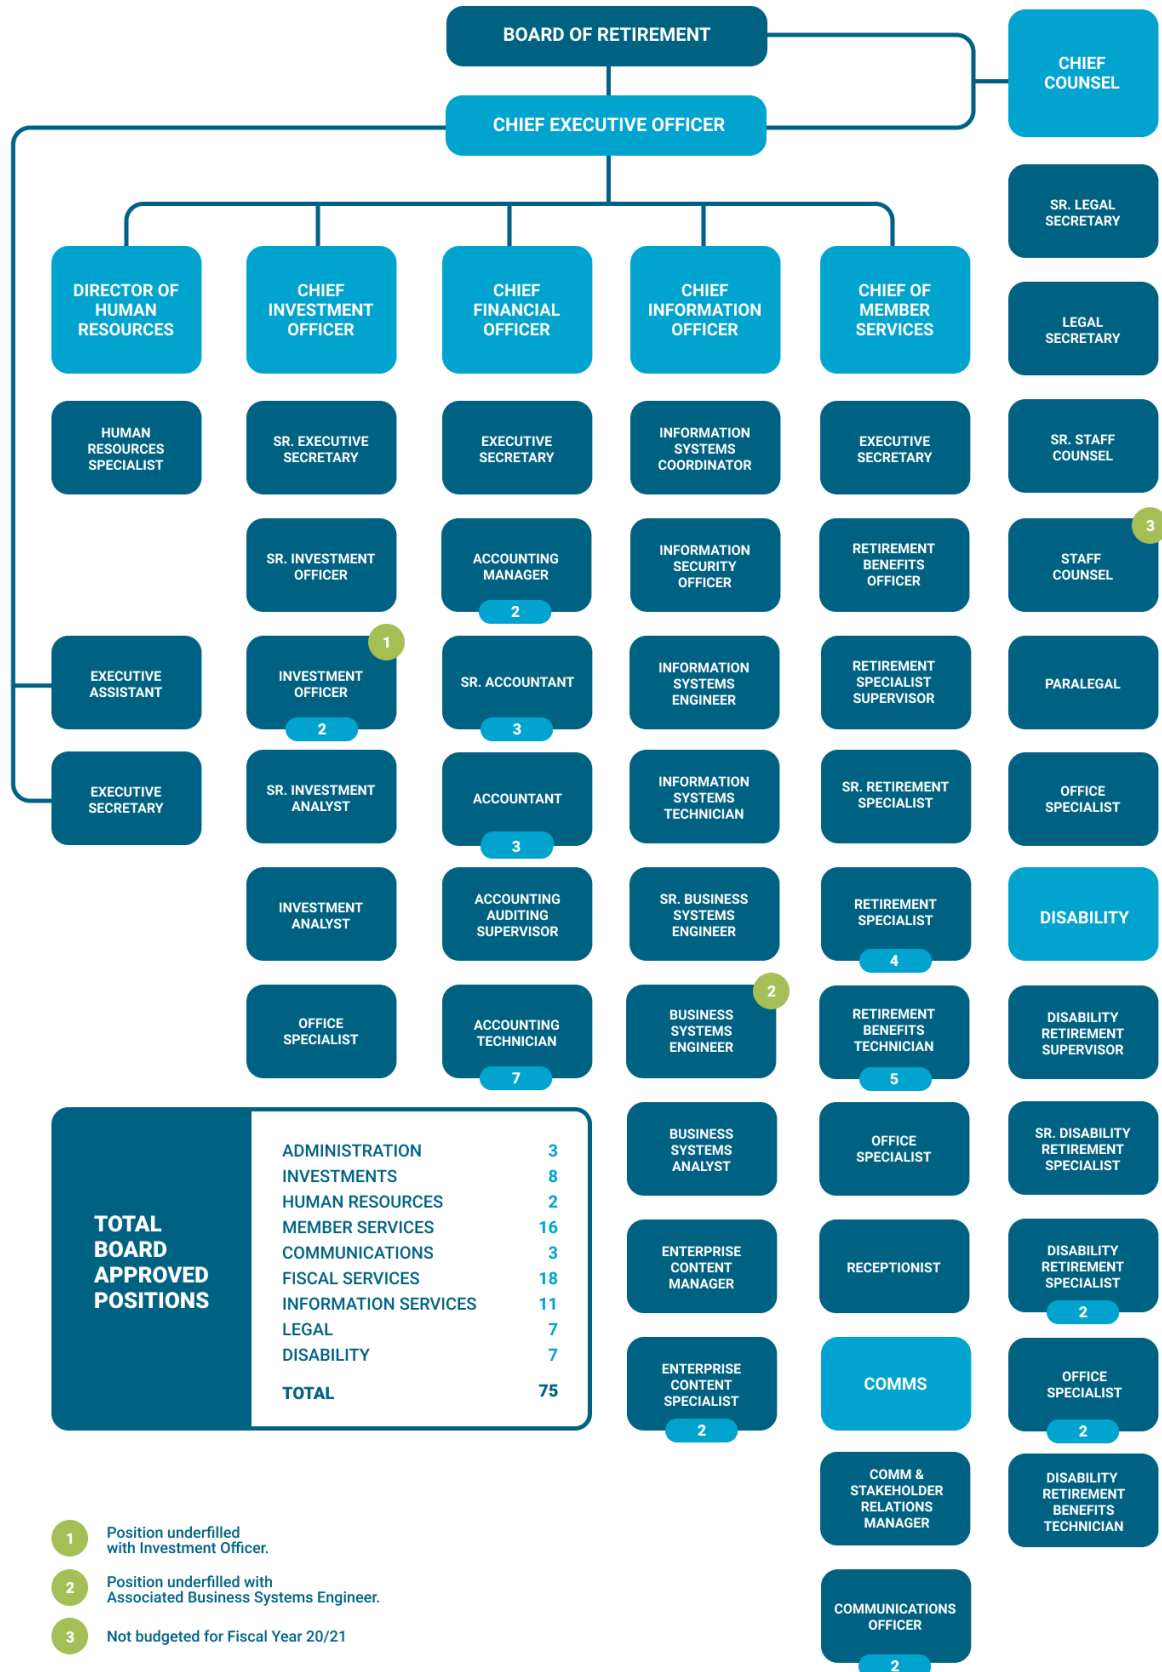 BOARD OF RETIREMENT
CHIEF
COUNSEL
CHIEF EXECUTIVE OFFICER
DIRECTOR OF
HUMAN
RESOURCES
HUMAN
RESOURCES
SPECIALIST
EXECUTIVE
ASSISTANT
EXECUTIVE
SECRETARY
CHIEF
INVESTMENT
OFFICER
SR. EXECUTIVE
SECRETARY
SR. INVESTMENT
OFFICER
1
INVESTMENT
OFFICER
2
SR. INVESTMENT
ANALYST
INVESTMENT
ANALYST
OFFICE
SPECIALIST
CHIEF
FINANCIAL
OFFICER
EXECUTIVE
SECRETARY
ACCOUNTING
MANAGER
2
SR. ACCOUNTANT
3
ACCOUNTANT
3
ACCOUNTING
AUDITING
SUPERVISOR
ACCOUNTING
TECHNICIAN
7
CHIEF
INFORMATION
OFFICER
INFORMATION
SYSTEMS
COORDINATOR
INFORMATION
SECURITY
OFFICER
INFORMATION
SYSTEMS
ENGINEER
INFORMATION
SYSTEMS
TECHNICIAN
SR. BUSINESS
SYSTEMS
ENGINEER
2
BUSINESS
SYSTEMS
ENGINEER
BUSINESS
SYSTEMS
ANALYST
ENTERPRISE
CONTENT
MANAGER
ENTERPRISE
CONTENT
SPECIALIST
2
CHIEF OF
MEMBER
SERVICES
EXECUTIVE
SECRETARY
RETIREMENT
BENEFITS
OFFICER
RETIREMENT
SPECIALIST
SUPERVISOR
SR. RETIREMENT
SPECIALIST
RETIREMENT
SPECIALIST
4
RETIREMENT
BENEFITS
TECHNICIAN
5
OFFICE
SPECIALIST
RECEPTIONIST
COMMS
COMM &
STAKEHOLDER
RELATIONS
MANAGER
COMMUNICATIONS
OFFICER
2
SR. LEGAL
SECRETARY
LEGAL
SECRETARY
SR. STAFF
COUNSEL
3
STAFF
COUNSEL
PARALEGAL
OFFICE
SPECIALIST
DISABILITY
DISABILITY
RETIREMENT
SUPERVISOR
SR. DISABILITY
RETIREMENT
SPECIALIST
DISABILITY
RETIREMENT
SPECIALIST
2
OFFICE
SPECIALIST
2
DISABILITY
RETIREMENT
BENEFITS
TECHNICIAN
TOTAL
BOARD
APPROVED
POSITIONS
ADMINISTRATION 3
INVESTMENTS 8
HUMAN RESOURCES 2
MEMBER SERVICES 16
COMMUNICATIONS 3
FISCAL SERVICES 18
INFORMATION SERVICES 11
LEGAL 7
DISABILITY 7
TOTAL 75
1 Position underfilled
with Investment Officer.
2 Position underfilled with
Associated Business Systems Engineer.
3 Not budgeted for Fiscal Year 20/21